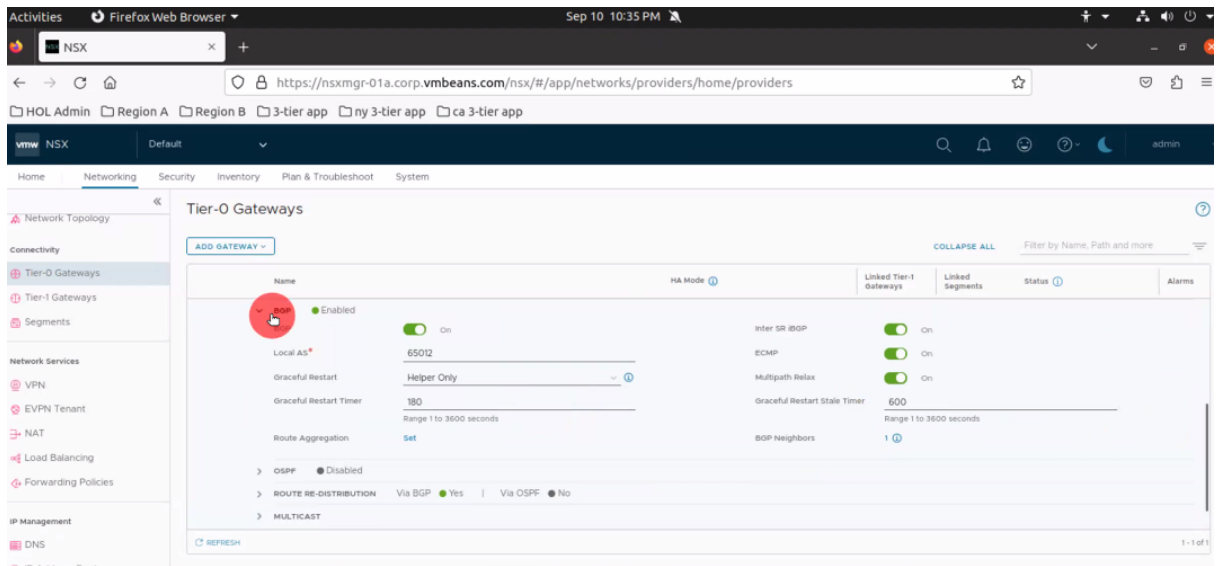 Activities Firefox Web Browser Sep 10 10:35 PM
NSX
https://nsxmgr-01a.corp.vmbeans.com/nsx/#/app/networks/providers/home/providers
HOL Admin Region A Region B 3-tier app ny 3-tier app ca 3-tier app
vmw NSX Default admin
Home Networking Security Inventory Plan & Troubleshoot System
Network Topology
Connectivity
Tier-0 Gateways
Tier-1 Gateways
Segments
Network Services
VPN
EVPN Tenant
NAT
Load Balancing
Forwarding Policies
IP Management
DNS
Tier-0 Gateways
ADD GATEWAY COLLAPSE ALL Filter by Name, Path and more
Name HA Mode Linked Tier-1 Gateways Linked Segments Status Alarms
BGP Enabled
On Inter SR iBGP On
Local AS* 65012 ECMP On
Graceful Restart Helper Only Multipath Relax On
Graceful Restart Timer 180 Graceful Restart Stale Timer 600
Range 1 to 3600 seconds Range 1 to 3600 seconds
Route Aggregation Set BGP Neighbors 1
OSPF Disabled
ROUTE RE-DISTRIBUTION Via BGP Yes | Via OSPF No
MULTICAST
REFRESH 1 - 1 of 1